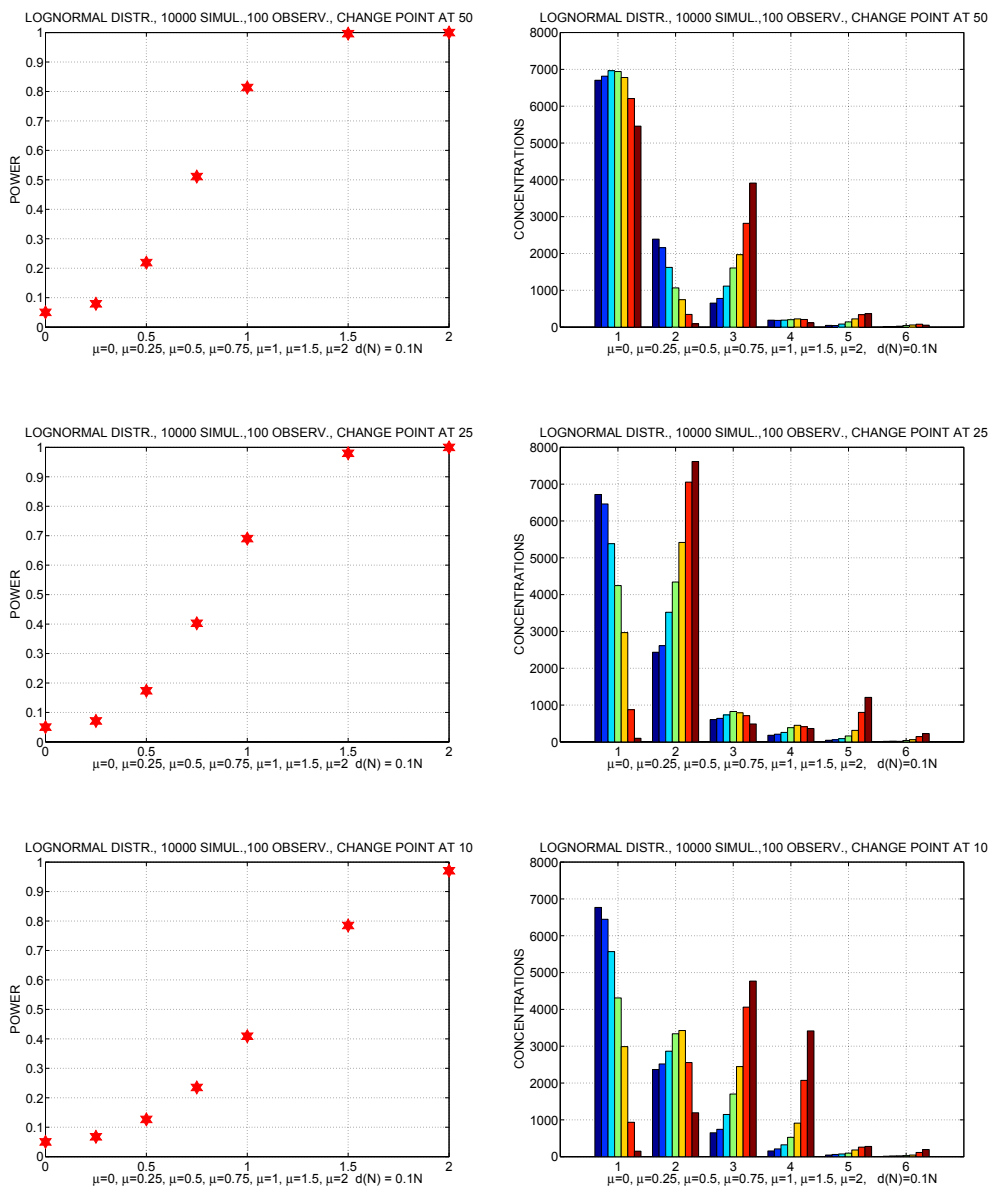 LOGNORMAL DISTR., 10000 SIMUL.,100 OBSERV., CHANGE POINT AT 50
1
0.9
0.8
0.7
0.6
0.5
0.4
0.3
0.2
0.1
0
POWER
0 0.5 1 1.5 2
μ=0, μ=0.25, μ=0.5, μ=0.75, μ=1, μ=1.5, μ=2 d(N) = 0.1N
LOGNORMAL DISTR., 10000 SIMUL.,100 OBSERV., CHANGE POINT AT 50
8000
7000
6000
5000
4000
3000
2000
1000
0
CONCENTRATIONS
1 2 3 4 5 6
μ=0, μ=0.25, μ=0.5, μ=0.75, μ=1, μ=1.5, μ=2, d(N)=0.1N
LOGNORMAL DISTR., 10000 SIMUL.,100 OBSERV., CHANGE POINT AT 25
1
0.9
0.8
0.7
0.6
0.5
0.4
0.3
0.2
0.1
0
POWER
0 0.5 1 1.5 2
μ=0, μ=0.25, μ=0.5, μ=0.75, μ=1, μ=1.5, μ=2 d(N) = 0.1N
LOGNORMAL DISTR., 10000 SIMUL.,100 OBSERV., CHANGE POINT AT 25
8000
7000
6000
5000
4000
3000
2000
1000
0
CONCENTRATIONS
1 2 3 4 5 6
μ=0, μ=0.25, μ=0.5, μ=0.75, μ=1, μ=1.5, μ=2, d(N)=0.1N
LOGNORMAL DISTR., 10000 SIMUL.,100 OBSERV., CHANGE POINT AT 10
1
0.9
0.8
0.7
0.6
0.5
0.4
0.3
0.2
0.1
0
POWER
0 0.5 1 1.5 2
μ=0, μ=0.25, μ=0.5, μ=0.75, μ=1, μ=1.5, μ=2 d(N) = 0.1N
LOGNORMAL DISTR., 10000 SIMUL.,100 OBSERV., CHANGE POINT AT 10
8000
7000
6000
5000
4000
3000
2000
1000
0
CONCENTRATIONS
1 2 3 4 5 6
μ=0, μ=0.25, μ=0.5, μ=0.75, μ=1, μ=1.5, μ=2, d(N)=0.1N